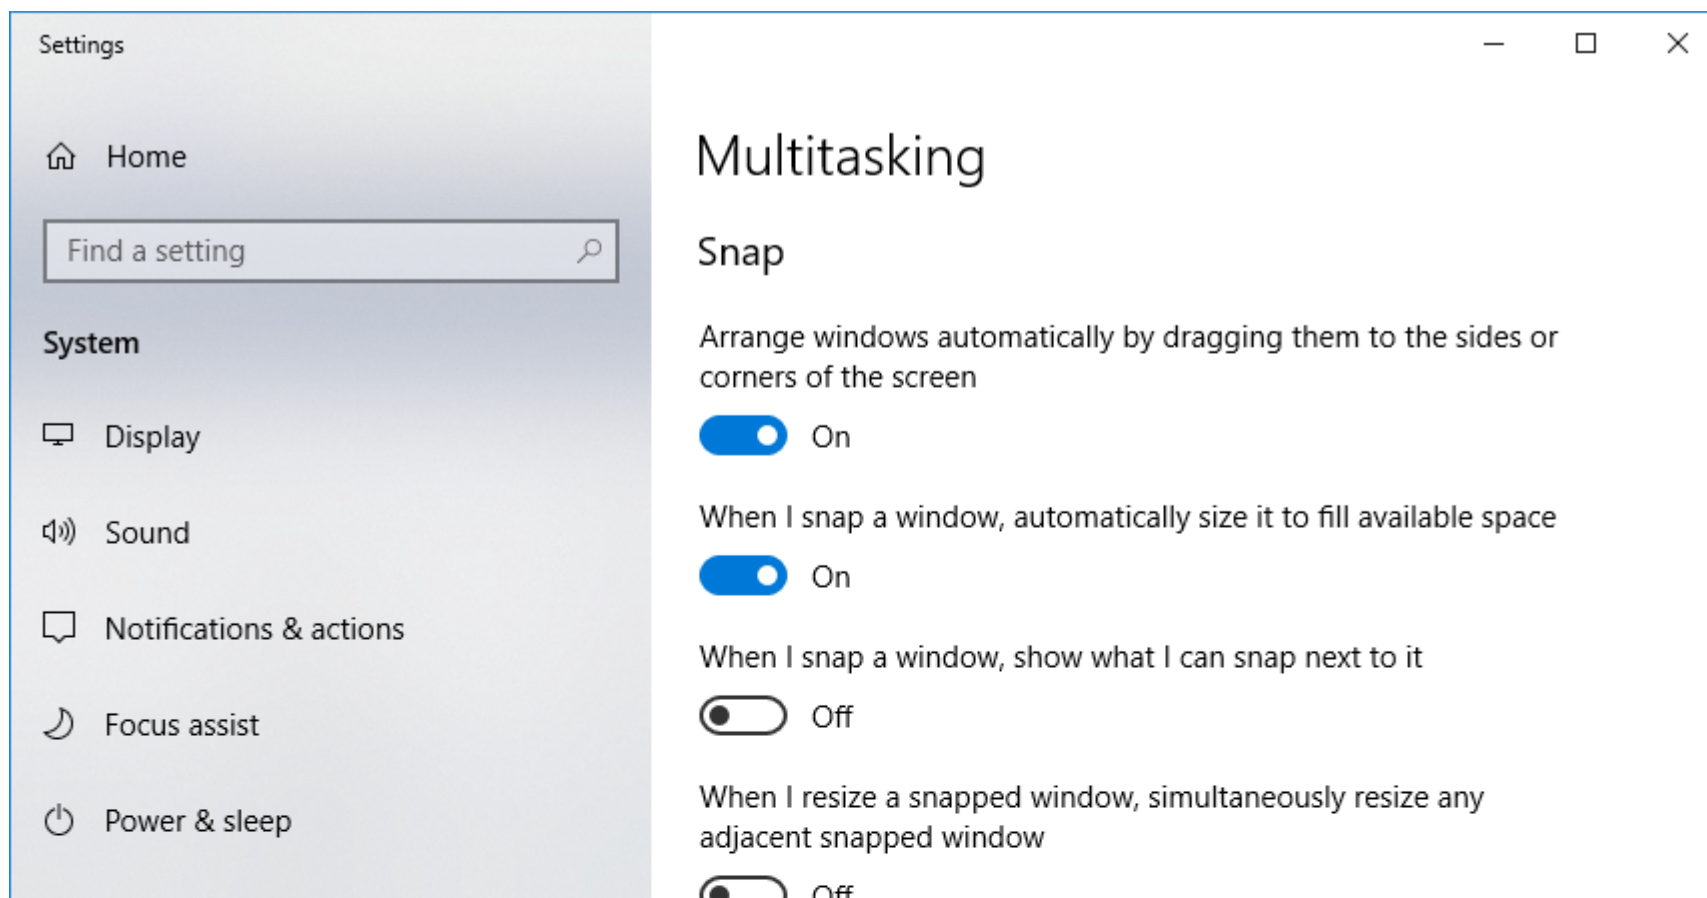 Settings
Home
Find a setting
System
Display
Sound
Notifications & actions
Focus assist
Power & sleep
Multitasking
Snap
Arrange windows automatically by dragging them to the sides or
corners of the screen
On
When I snap a window, automatically size it to fill available space
On
When I snap a window, show what I can snap next to it
Off
When I resize a snapped window, simultaneously resize any
adjacent snapped window
Off